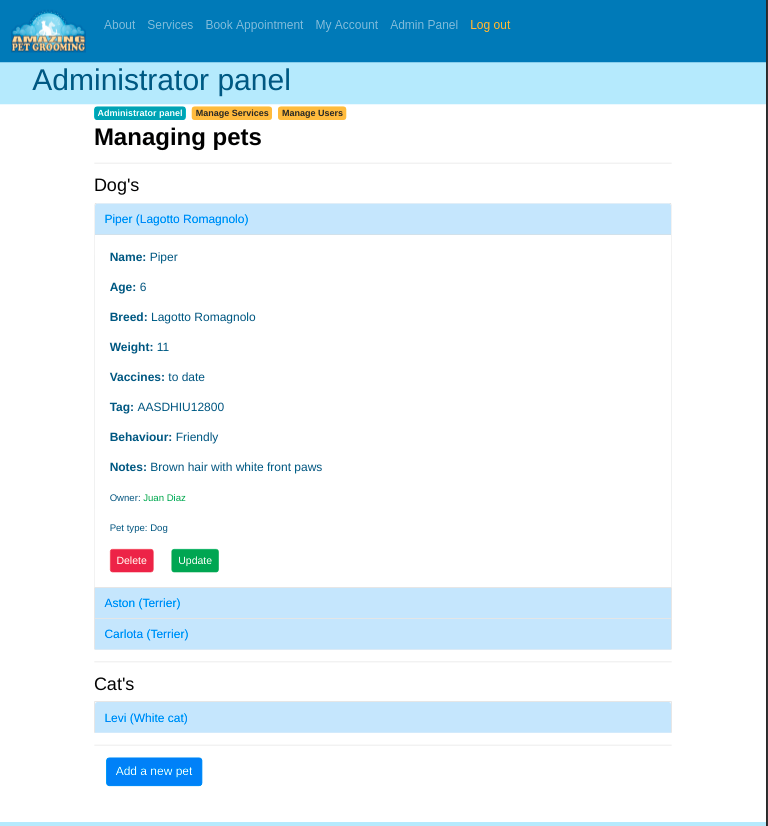 AMAZING
PET GROOMING
About Services Book Appointment My Account Admin Panel Log out
Administrator panel
Administrator panel Manage Services Manage Users
Managing pets
Dog's
Piper (Lagotto Romagnolo)
Name: Piper
Age: 6
Breed: Lagotto Romagnolo
Weight: 11
Vaccines: to date
Tag: AASDHIU12800
Behaviour: Friendly
Notes: Brown hair with white front paws
Owner: Juan Diaz
Pet type: Dog
Delete Update
Aston (Terrier)
Carlota (Terrier)
Cat's
Levi (White cat)
Add a new pet